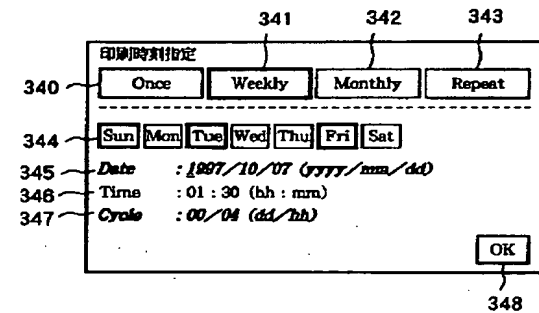 341 342 343
印刷時刻指定
340 Once Weekly Monthly Repeat
344 Sun Mon Tue Wed Thu Fri Sat
345 Date : 1997/10/07 (yyyy/mm/dd)
346 Time : 01 : 30 (hh : mm)
347 Cycle : 00/04 (dd/hh)
OK
348